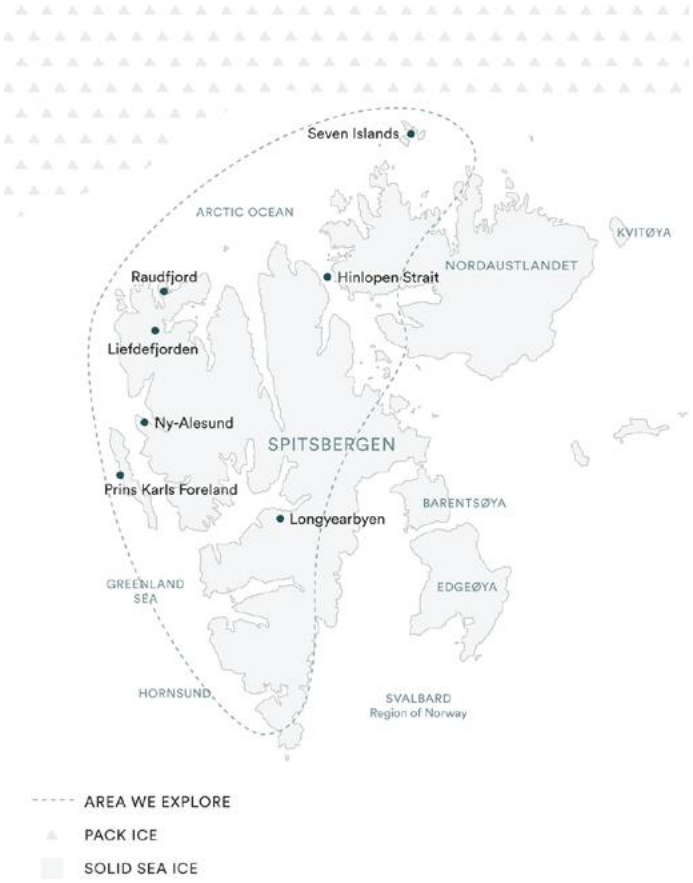 Seven Islands
ARCTIC OCEAN
KVITØYA
NORDAUSTLANDET
Raudfjord
Hinlopen Strait
Liefdefjorden
Ny-Alesund
SPITSBERGEN
Prins Karls Foreland
BARENTSØYA
Longyearbyen
GREENLAND
SEA
EDGEØYA
HORNSUND
SVALBARD
Region of Norway
AREA WE EXPLORE
PACK ICE
SOLID SEA ICE